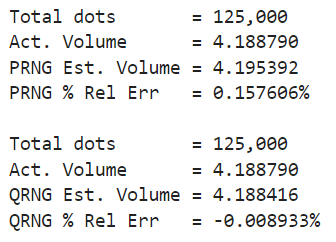 Total dots = 125,000
Act. Volume = 4.188790
PRNG Est. Volume = 4.195392
PRNG % Rel Err = 0.157606%

Total dots = 125,000
Act. Volume = 4.188790
QRNG Est. Volume = 4.188416
QRNG % Rel Err = -0.008933%